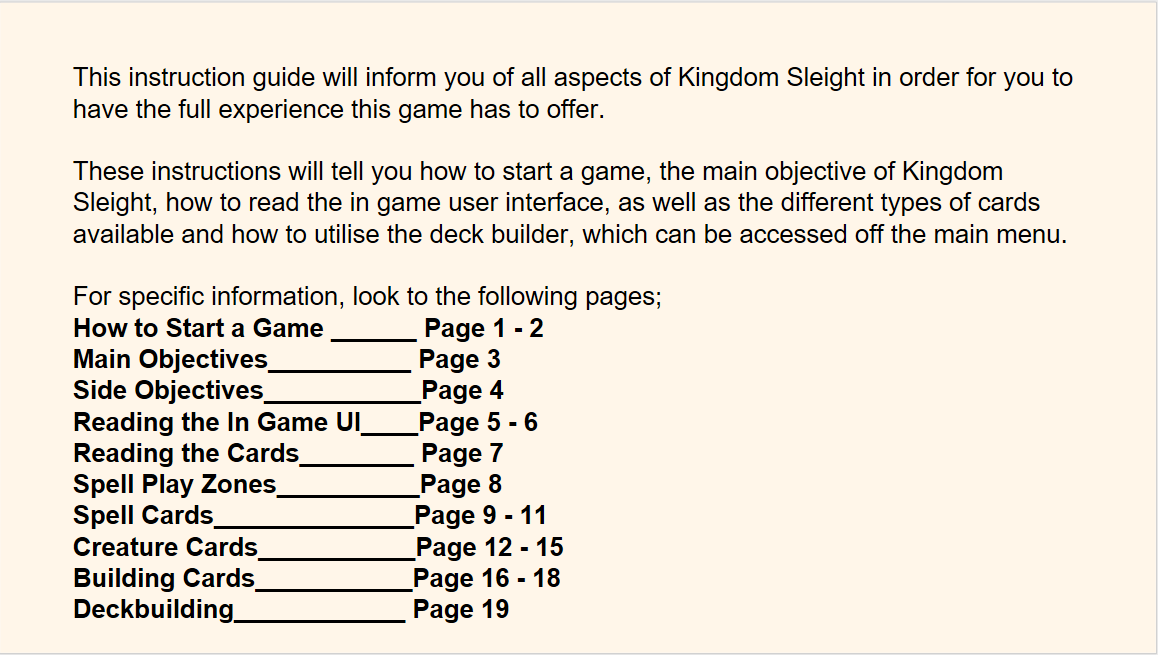 This instruction guide will inform you of all aspects of Kingdom Sleight in order for you to
have the full experience this game has to offer.
These instructions will tell you how to start a game, the main objective of Kingdom
Sleight, how to read the in game user interface, as well as the different types of cards
available and how to utilise the deck builder, which can be accessed off the main menu.
For specific information, look to the following pages;
How to Start a Game ______ Page 1 - 2
Main Objectives__________ Page 3
Side Objectives___________Page 4
Reading the In Game UI____Page 5 - 6
Reading the Cards________ Page 7
Spell Play Zones__________Page 8
Spell Cards______________Page 9 - 11
Creature Cards___________Page 12 - 15
Building Cards___________Page 16 - 18
Deckbuilding____________ Page 19